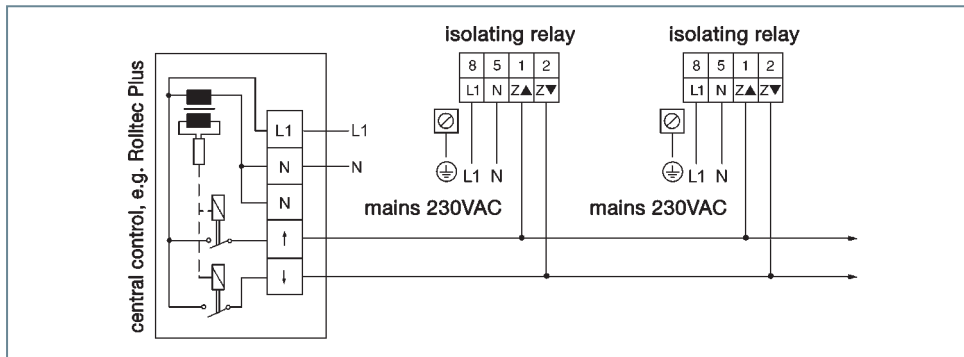 central control, e.g. Rolltec Plus
L1
L1
N
N
N
↑
↓
isolating relay
8 5 1 2
L1 N Z▲ Z▼
L1 N
mains 230VAC
isolating relay
8 5 1 2
L1 N Z▲ Z▼
L1 N
mains 230VAC